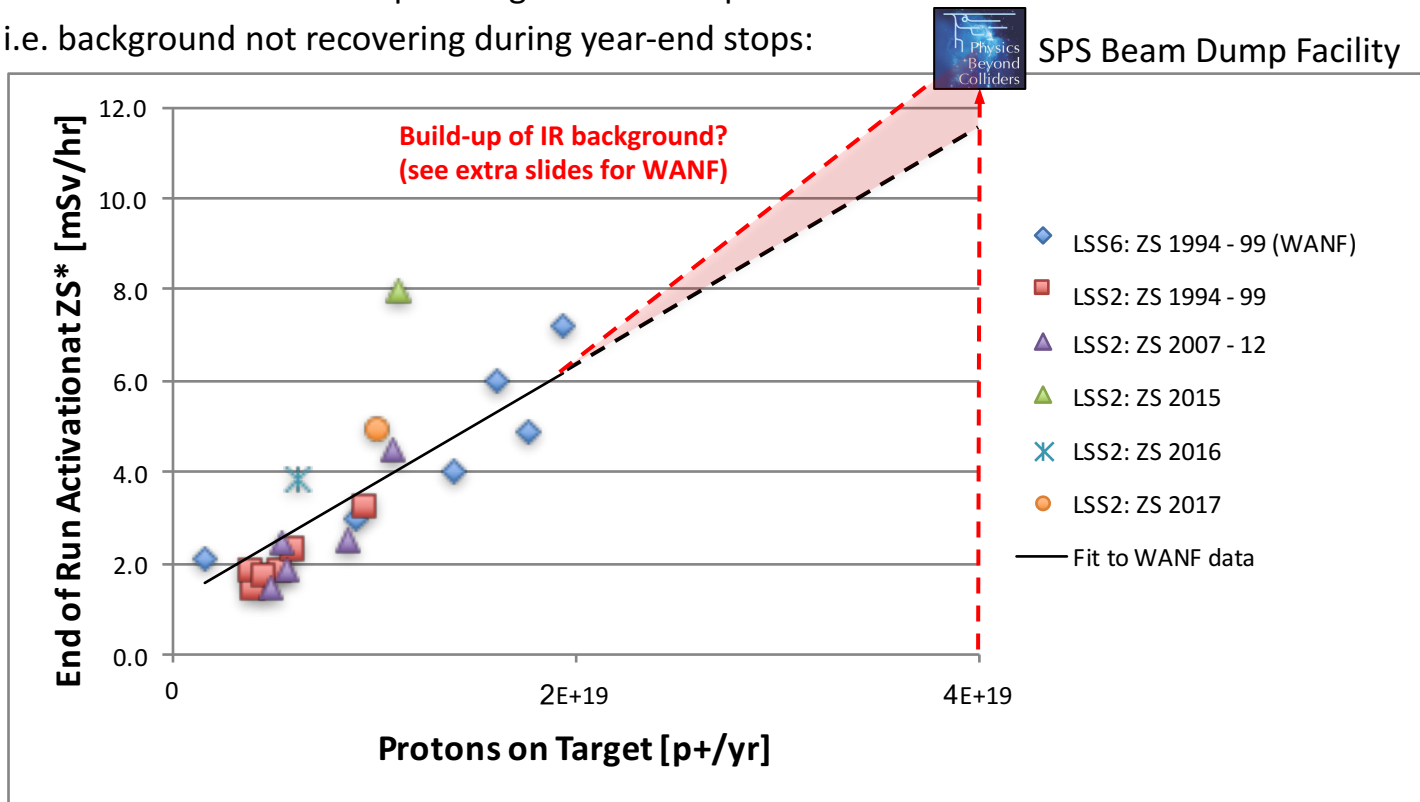 i.e. background not recovering during year-end stops:
Physics
Beyond
Colliders
SPS Beam Dump Facility
End of Run Activationat ZS* [mSv/hr]
12.0
10.0
8.0
6.0
4.0
2.0
0.0
Build-up of IR background?
(see extra slides for WANF)
0
2E+19
4E+19
Protons on Target [p+/yr]
LSS6: ZS 1994 - 99 (WANF)
LSS2: ZS 1994 - 99
LSS2: ZS 2007 - 12
LSS2: ZS 2015
LSS2: ZS 2016
LSS2: ZS 2017
Fit to WANF data